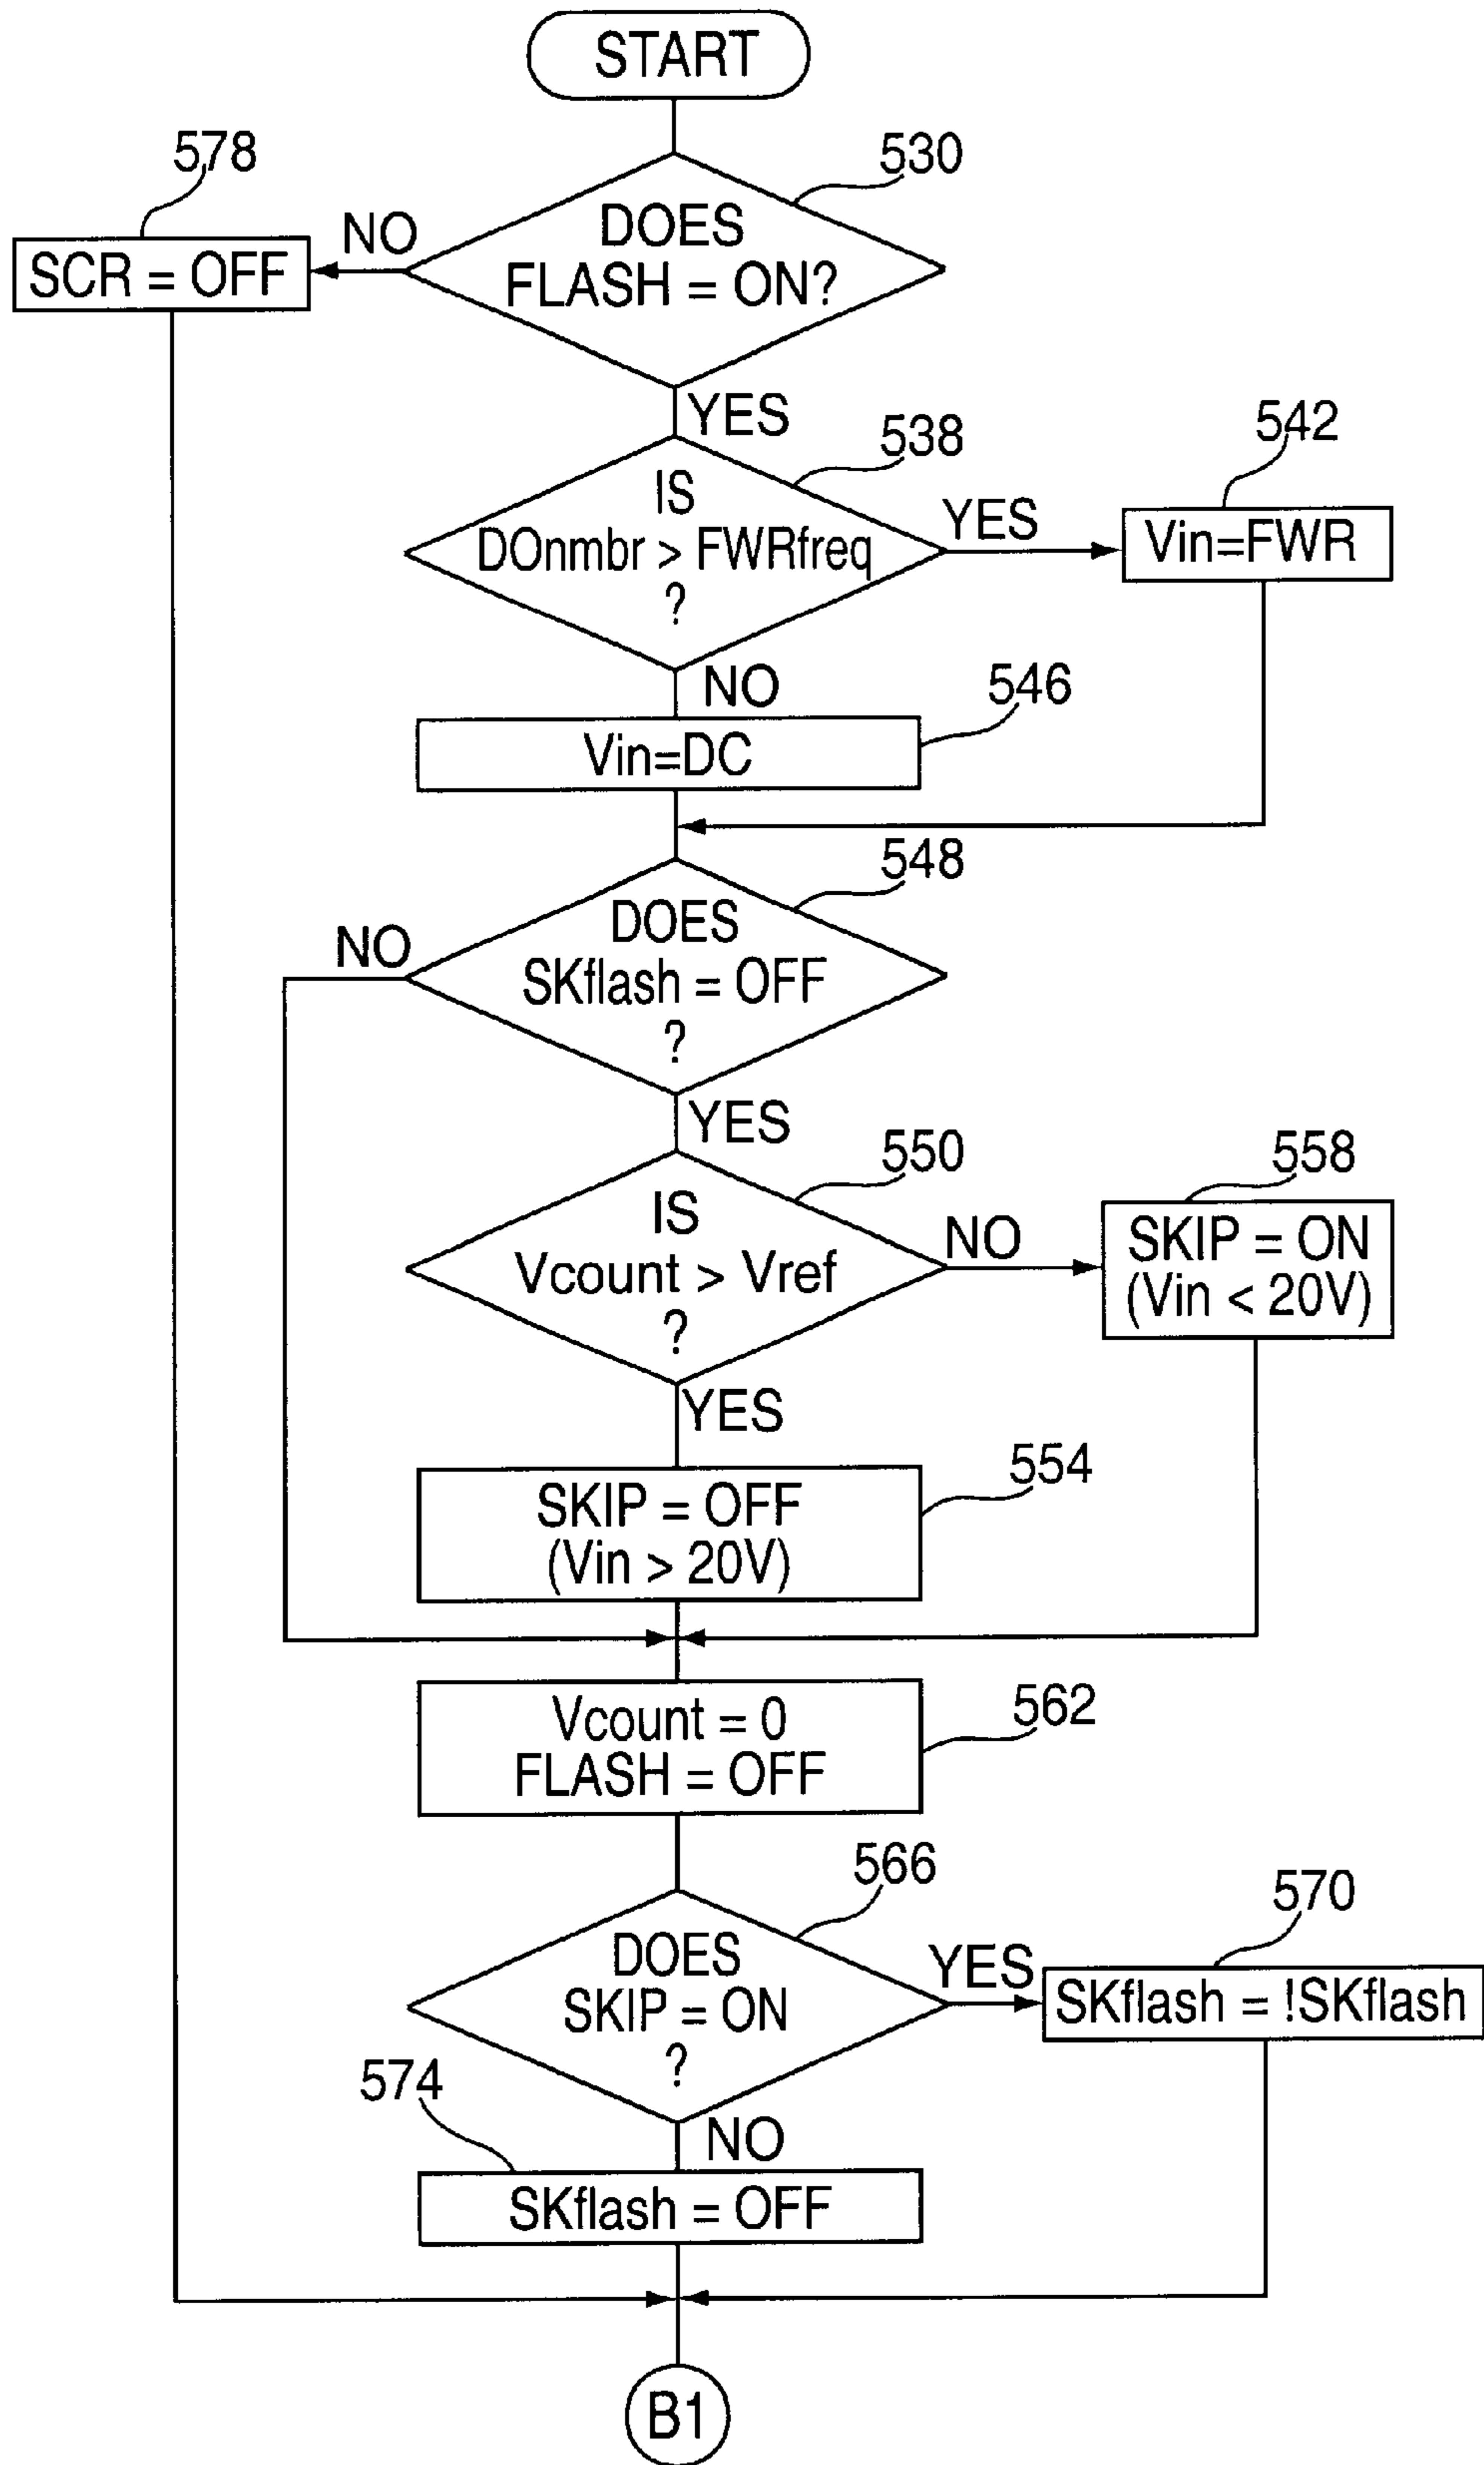 START
578
530
NO
DOES
FLASH = ON?
SCR = OFF
YES
538
542
IS
DOnmbr > FWRfreq
?
YES
Vin=FWR
NO
546
Vin=DC
548
NO
DOES
SKflash = OFF
?
YES
550
558
IS
Vcount > Vref
?
NO
SKIP = ON
(Vin < 20V)
YES
554
SKIP = OFF
(Vin > 20V)
562
Vcount = 0
FLASH = OFF
566
570
DOES
SKIP = ON
?
YES
SKflash = !SKflash
574
NO
SKflash = OFF
B1